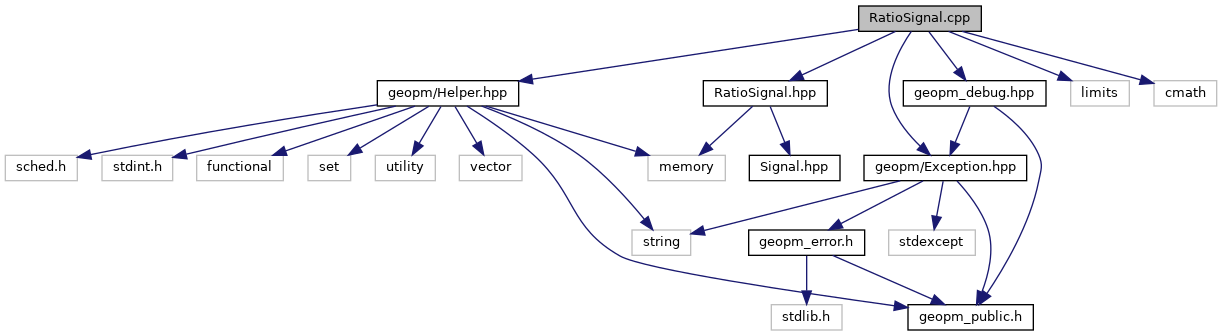 RatioSignal.cpp
geopm/Helper.hpp
RatioSignal.hpp
geopm_debug.hpp
limits
cmath
sched.h
stdint.h
functional
set
utility
vector
memory
Signal.hpp
geopm/Exception.hpp
string
geopm_error.h
stdexcept
stdlib.h
geopm_public.h